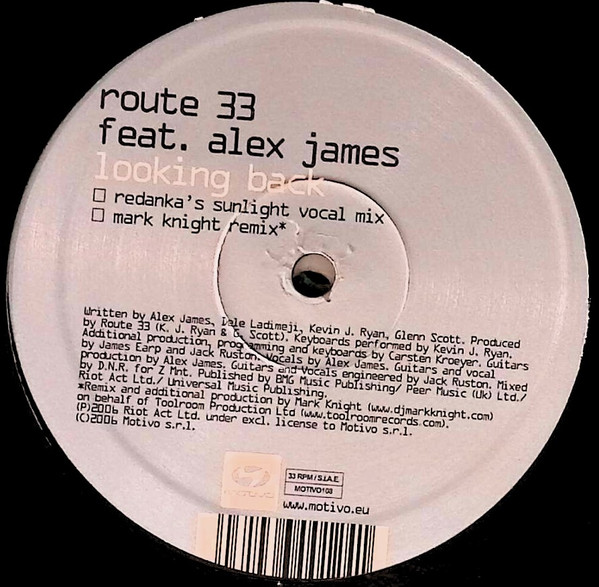 route 33
feat. alex james
looking back
redanka's sunlight vocal mix
mark knight remix*
Written by Alex James, Dale Ladimeji, Kevin J. Ryan, Glenn Scott. Produced
by Route 33 (K. J. Ryan & G. Scott). Keyboards performed by Kevin J. Ryan.
Additional production, programming and keyboards by Carsten Kroeyer. Guitars
by James Earp and Jack Ruston. Vocals by Alex James. Guitars and vocal
production by Alex James. Guitars and Vocals engineered by Jack Ruston. Mixed
by D.N.R. for Z Mnt. Published by BMG Music Publishing/ Peer Music (Uk) Ltd./
Riot Act Ltd./ Universal Music Publishing.
*Remix and additional production by Mark Knight (www.djmarkknight.com)
on behalf of Toolroom Production Ltd (www.toolroomrecords.com).
(P)2006 Riot Act Ltd. under excl. license to Motivo s.r.l.
(C)2006 Motivo s.r.l.
MOTIVO
33 RPM / S.I.A.E.
MOTIVO108
www.motivo.eu